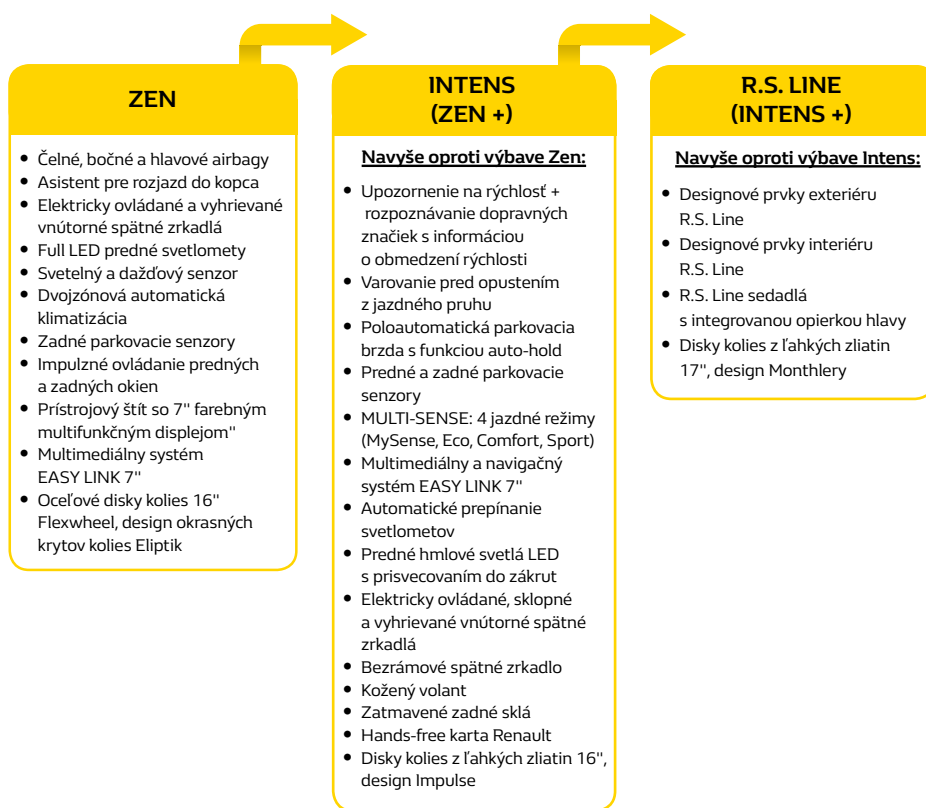 ZEN
• Čelné, bočné a hlavové airbagy
• Asistent pre rozjazd do kopca
• Elektricky ovládané a vyhrievané
vnútorné spätné zrkadlá
• Full LED predné svetlomety
• Svetelný a dažďový senzor
• Dvojzónová automatická
klimatizácia
• Zadné parkovacie senzory
• Impulzné ovládanie predných
a zadných okien
• Prístrojový štít so 7" farebným
multifunkčným displejom"
• Multimediálny systém
EASY LINK 7"
• Oceľové disky kolies 16"
Flexwheel, design okrasných
krytov kolies Eliptik
INTENS
(ZEN +)
Navyše oproti výbave Zen:
• Upozornenie na rýchlosť +
rozpoznávanie dopravných
značiek s informáciou
o obmedzení rýchlosti
• Varovanie pred opustením
z jazdného pruhu
• Poloautomatická parkovacia
brzda s funkciou auto-hold
• Predné a zadné parkovacie
senzory
• MULTI-SENSE: 4 jazdné režimy
(MySense, Eco, Comfort, Sport)
• Multimediálny a navigačný
systém EASY LINK 7"
• Automatické prepínanie
svetlometov
• Predné hmlové svetlá LED
s prisvecovaním do zákrut
• Elektricky ovládané, sklopné
a vyhrievané vnútorné spätné
zrkadlá
• Bezrámové spätné zrkadlo
• Kožený volant
• Zatmavené zadné sklá
• Hands-free karta Renault
• Disky kolies z ľahkých zliatin 16",
design Impulse
R.S. LINE
(INTENS +)
Navyše oproti výbave Intens:
• Designové prvky exteriéru
R.S. Line
• Designové prvky interiéru
R.S. Line
• R.S. Line sedadlá
s integrovanou opierkou hlavy
• Disky kolies z ľahkých zliatin
17", design Monthlery